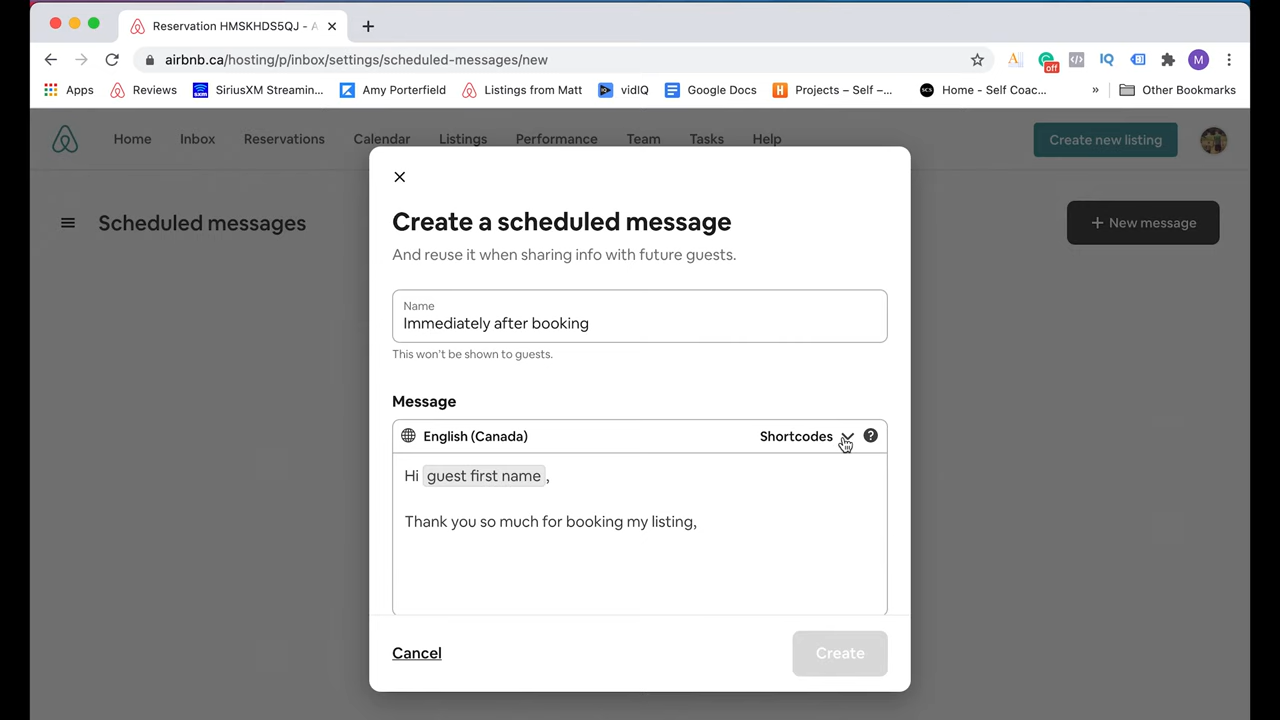 Reservation HMSKHDS5QJ - A
airbnb.ca/hosting/p/inbox/settings/scheduled-messages/new
off
IQ
M
Apps
Reviews
SiriusXM Streamin...
Amy Porterfield
Listings from Matt
vidIQ
Google Docs
Projects – Self –...
Home - Self Coac...
»
Other Bookmarks
Home
Inbox
Reservations
Calendar
Listings
Performance
Team
Tasks
Help
Create new listing
Scheduled messages
+ New message
Create a scheduled message
And reuse it when sharing info with future guests.
Name
Immediately after booking
This won't be shown to guests.
Message
English (Canada)
Shortcodes
?
Hi guest first name ,
Thank you so much for booking my listing,
Cancel
Create